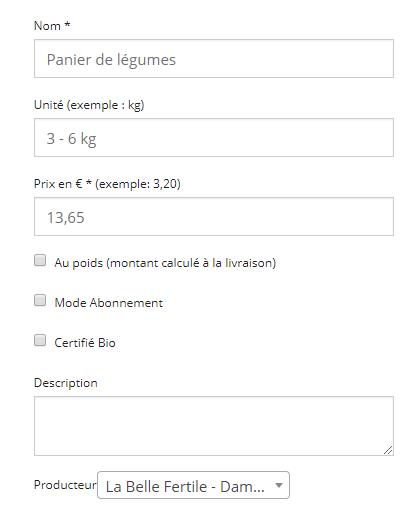 Nom *
Panier de légumes
Unité (exemple : kg)
3 - 6 kg
Prix en € * (exemple: 3,20)
13,65
Au poids (montant calculé à la livraison)
Mode Abonnement
Certifié Bio
Description
Producteur La Belle Fertile - Dam...